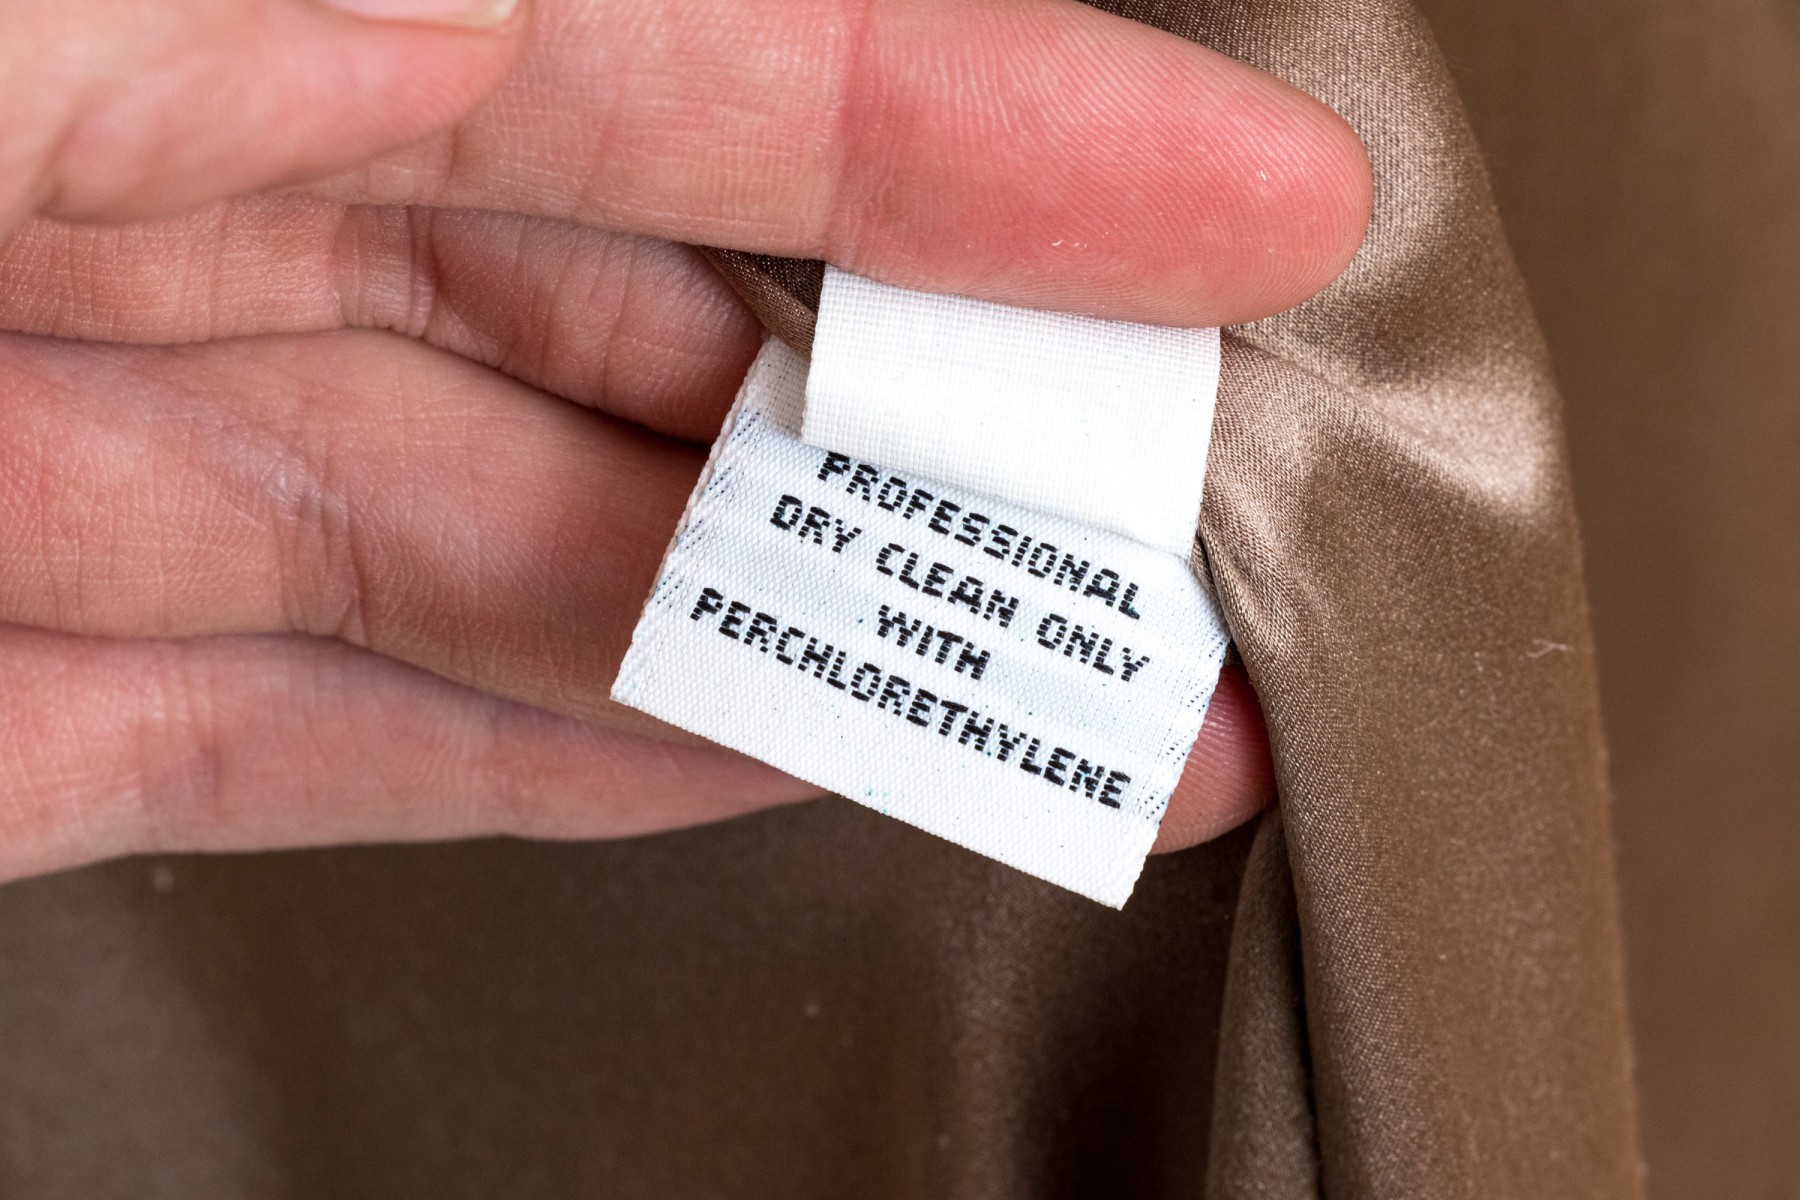 PROFESSIONAL
DRY CLEAN ONLY
WITH
PERCHLORETHYLENE